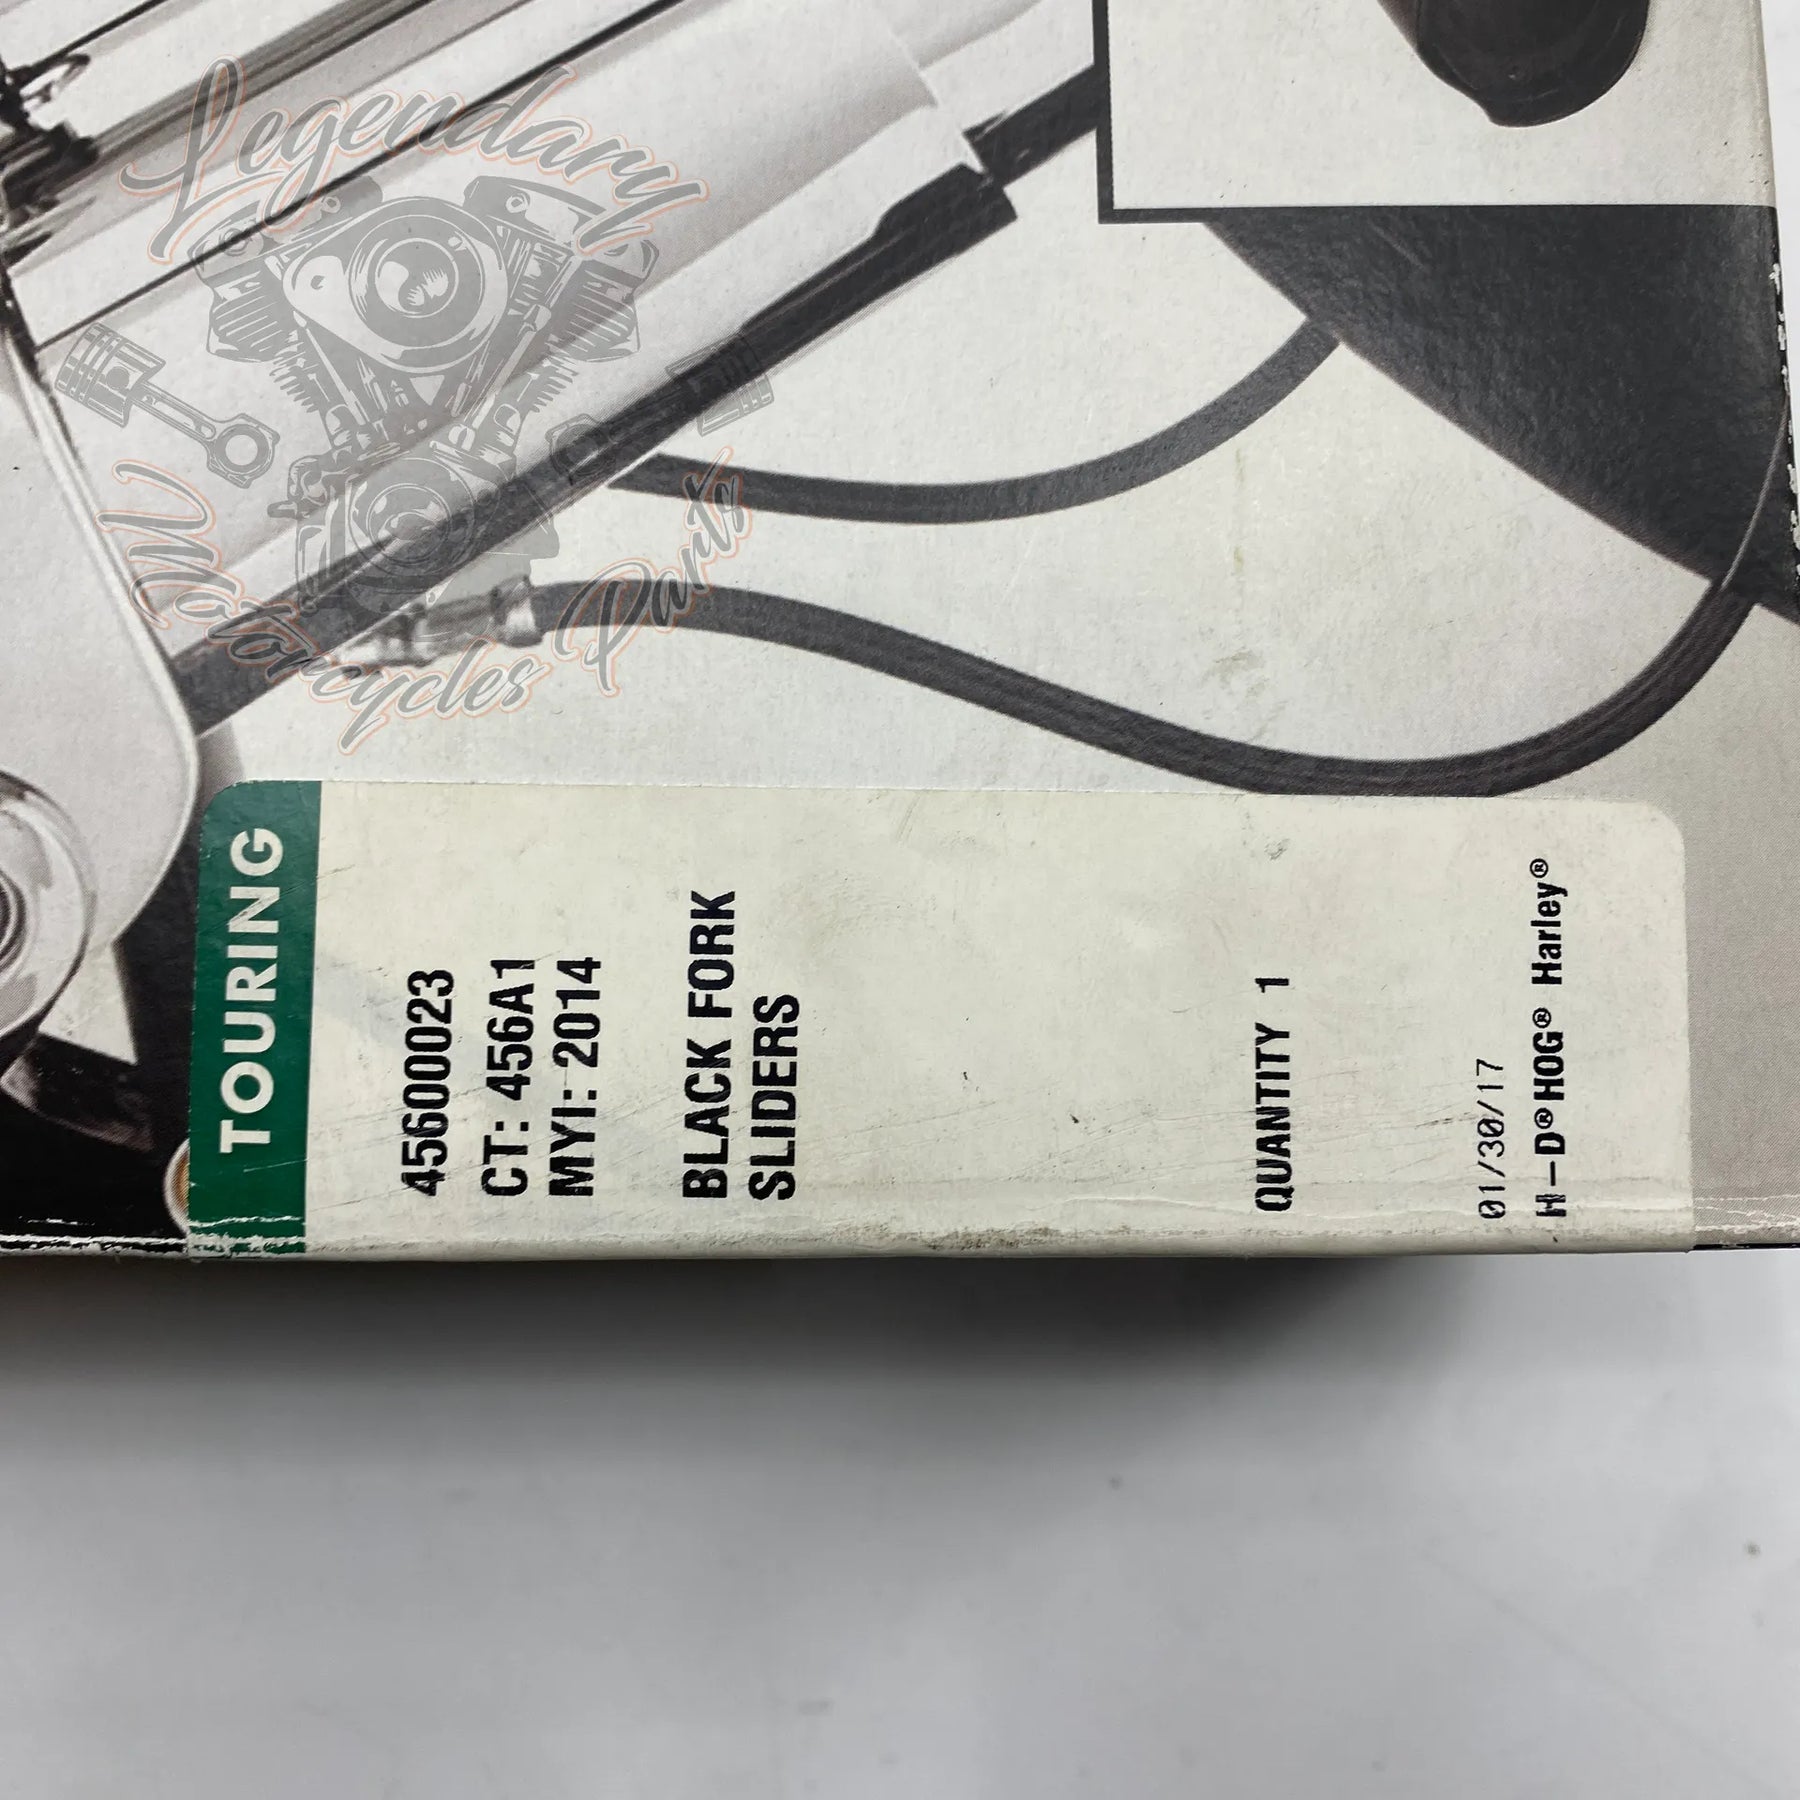 Legendary
Motorcycles Parts
TOURING
45600023
CT: 456A1
MYI: 2014
BLACK FORK
SLIDERS
QUANTITY 1
01/30/17
H-D® HOG® Harley®